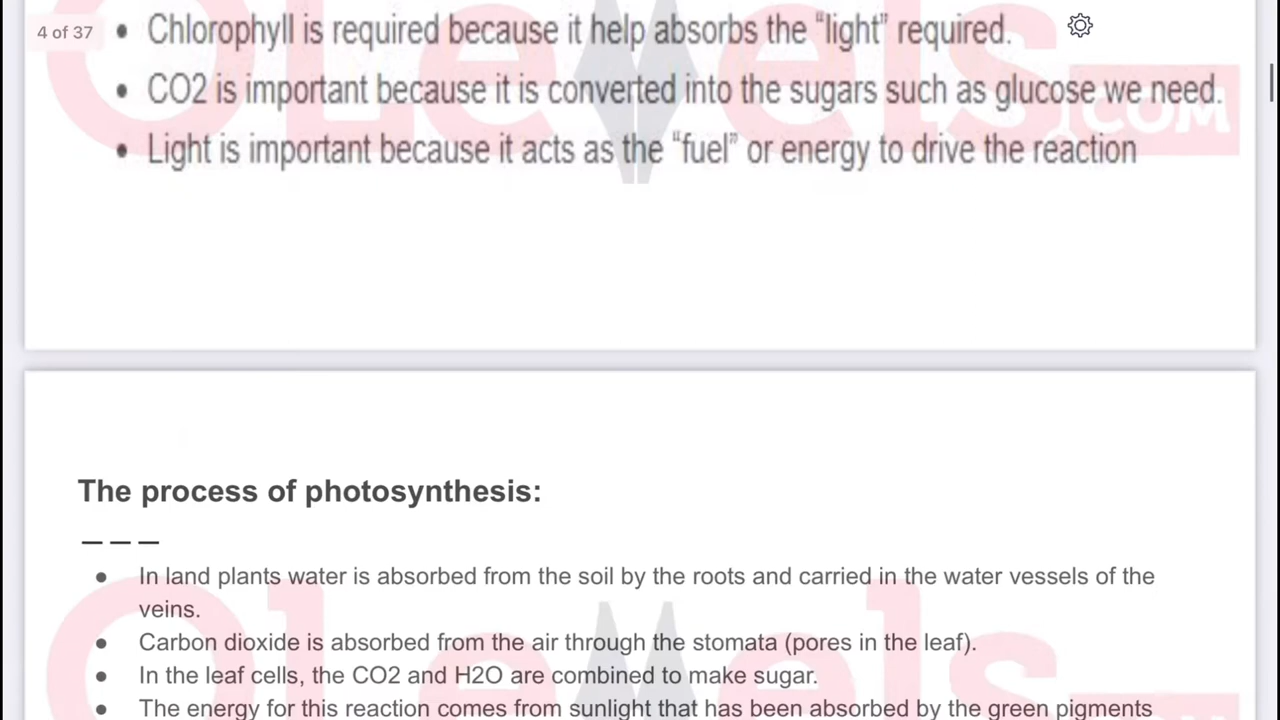 4 of 37
• Chlorophyll is required because it help absorbs the “light” required.
• CO2 is important because it is converted into the sugars such as glucose we need.
• Light is important because it acts as the “fuel” or energy to drive the reaction
OLevels
.COM
The process of photosynthesis:
– – –
● In land plants water is absorbed from the soil by the roots and carried in the water vessels of the
veins.
● Carbon dioxide is absorbed from the air through the stomata (pores in the leaf).
● In the leaf cells, the CO2 and H2O are combined to make sugar.
● The energy for this reaction comes from sunlight that has been absorbed by the green pigments
OLevels